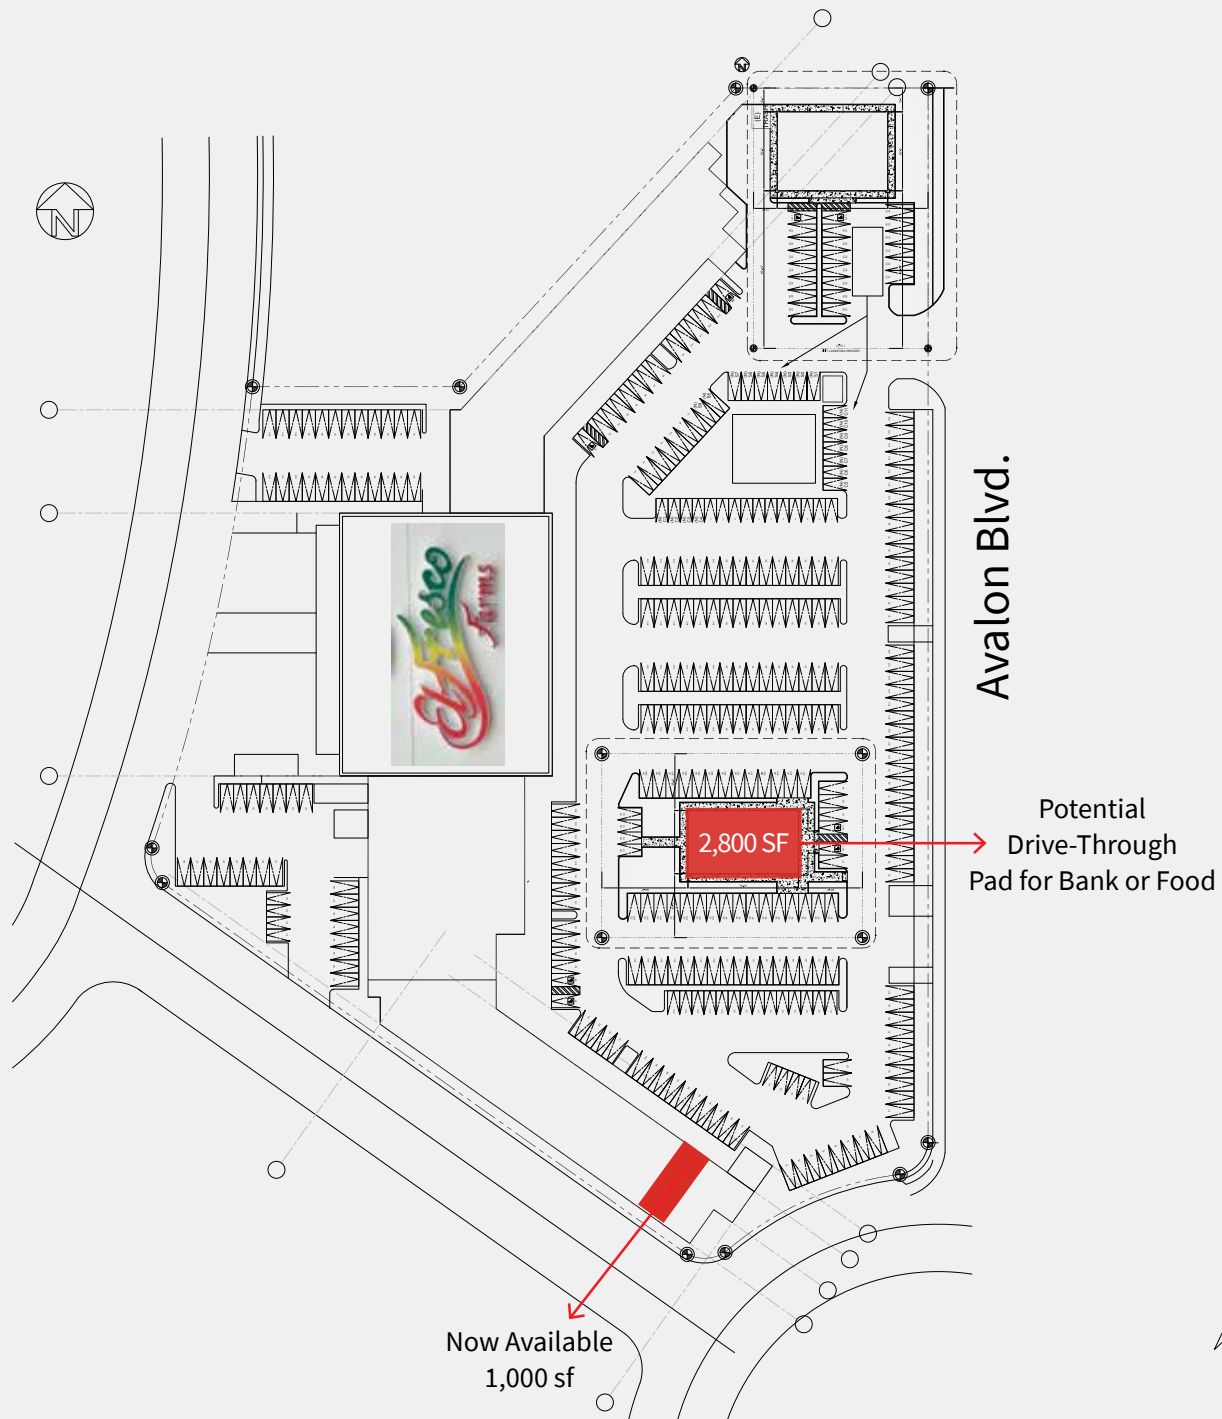 N
N
El Fresco
Farms
Avalon Blvd.
2,800 SF
Potential
Drive-Through
Pad for Bank or Food
Now Available
1,000 sf